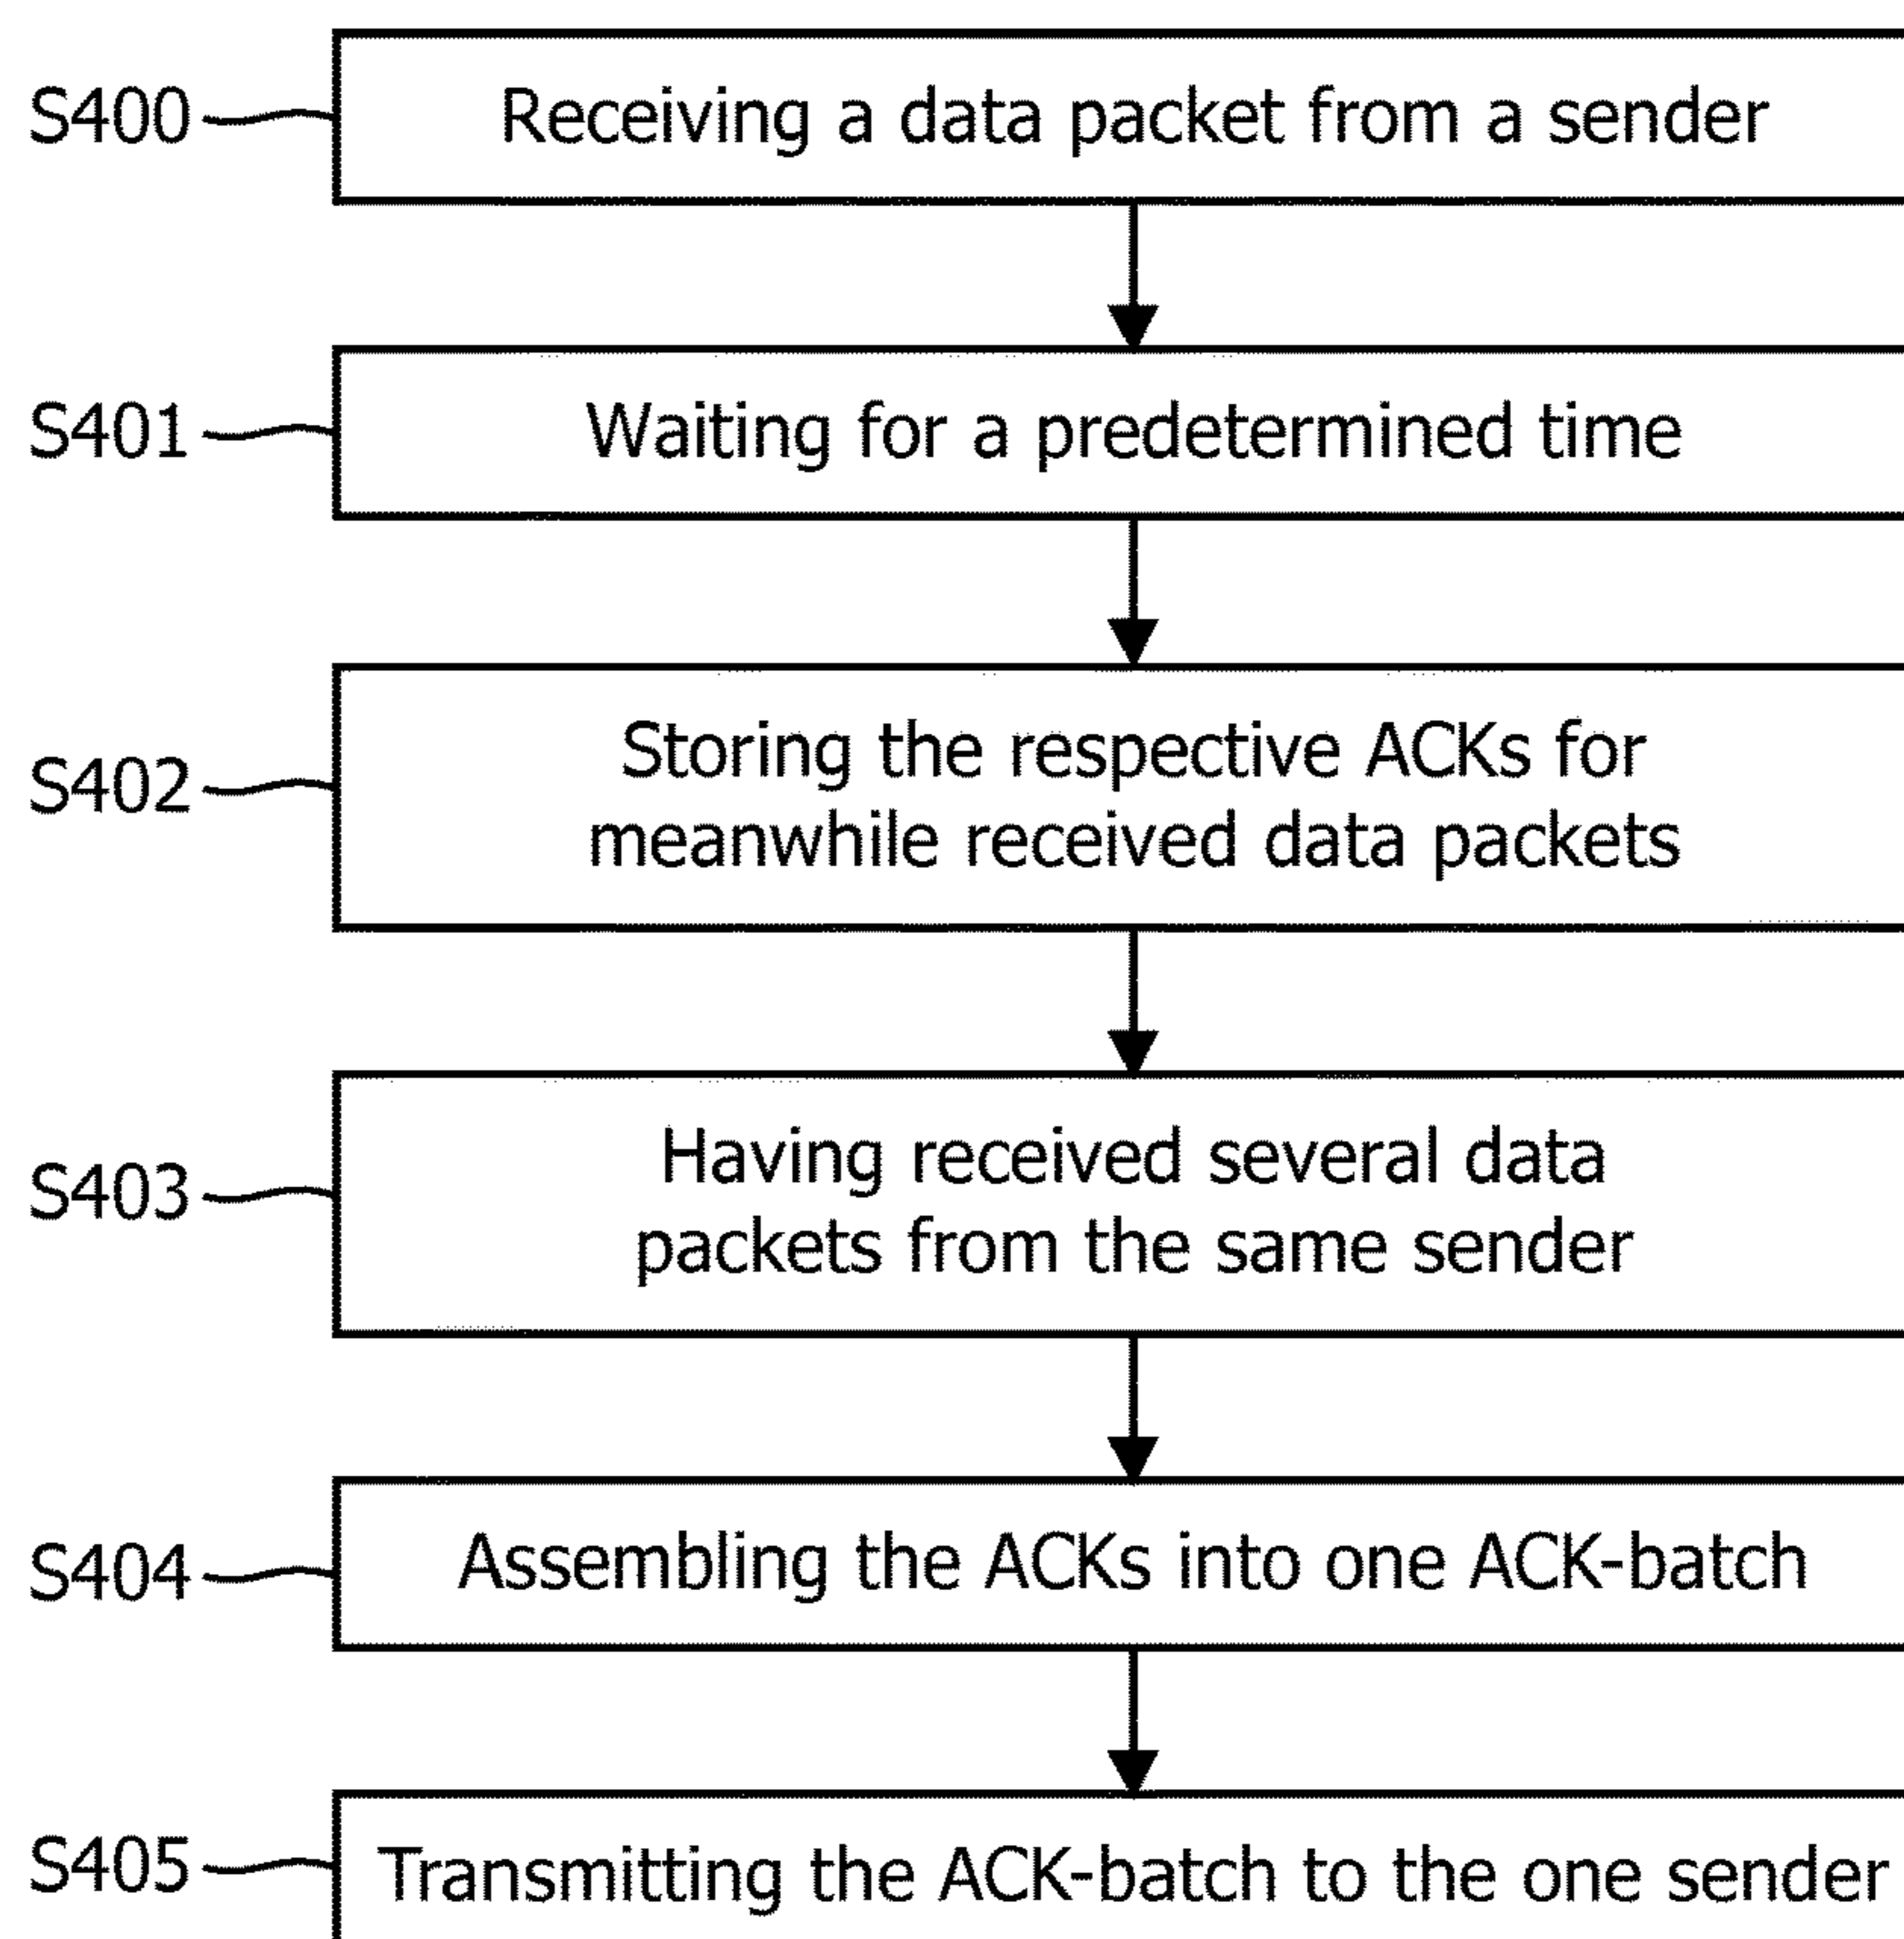 S400 Receiving a data packet from a sender
S401 Waiting for a predetermined time
S402 Storing the respective ACKs for
meanwhile received data packets
S403 Having received several data
packets from the same sender
S404 Assembling the ACKs into one ACK-batch
S405 Transmitting the ACK-batch to the one sender